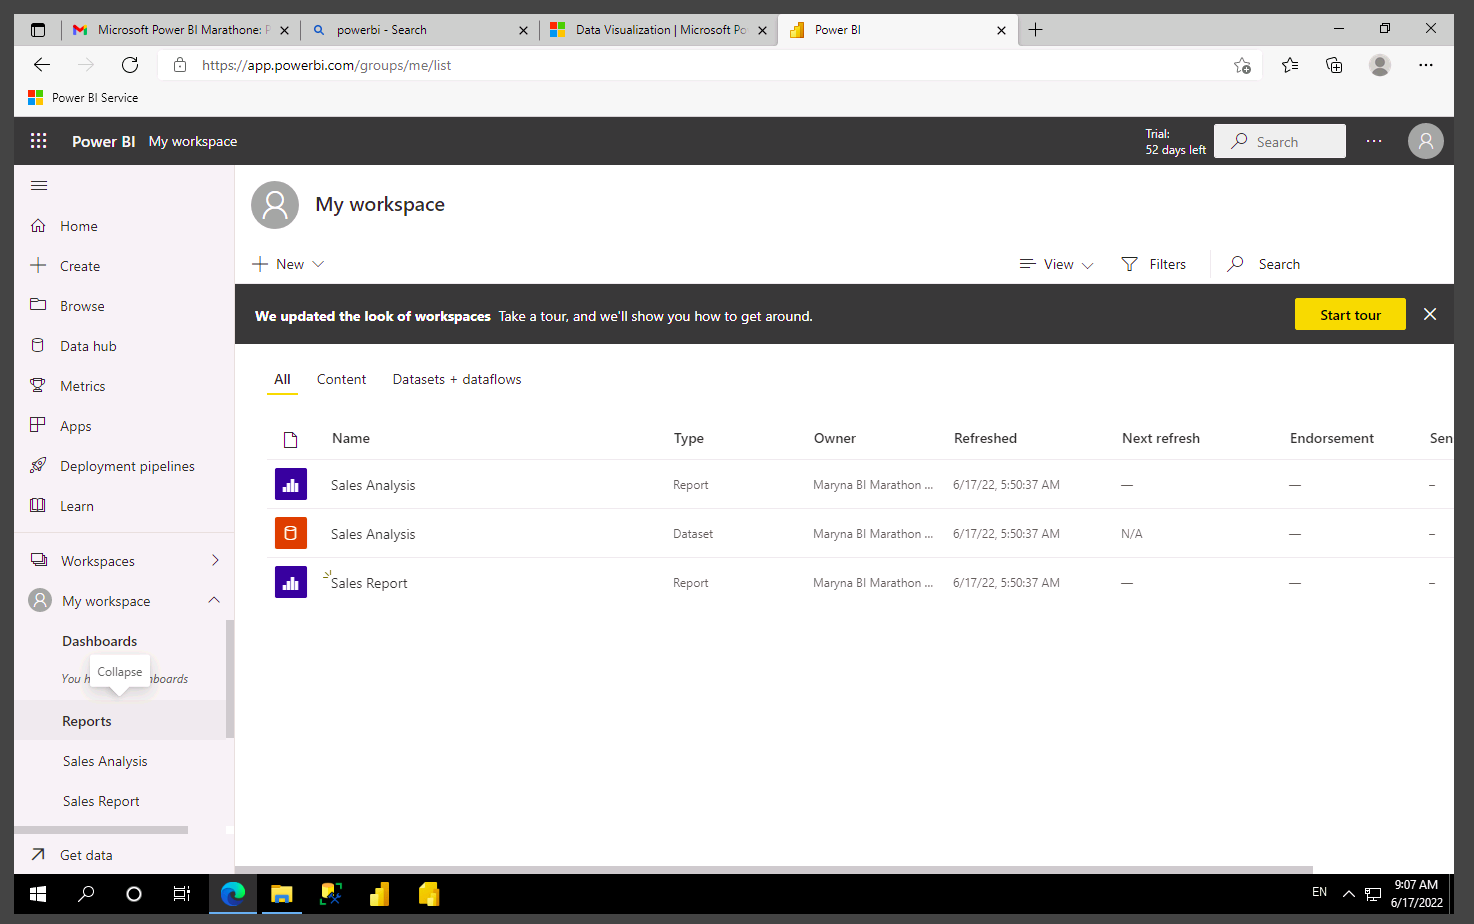 Microsoft Power BI Marathone: P
powerbi - Search
Data Visualization | Microsoft Po
Power BI
https://app.powerbi.com/groups/me/list
Power BI Service
Power BI My workspace
Trial:
52 days left
Search
My workspace
Home
Create
Browse
Data hub
Metrics
Apps
Deployment pipelines
Learn
Workspaces
My workspace
Dashboards
Collapse
You h
boards
Reports
Sales Analysis
Sales Report
Get data
New
View
Filters
Search
We updated the look of workspaces Take a tour, and we'll show you how to get around.
Start tour
All Content Datasets + dataflows
Name Type Owner Refreshed Next refresh Endorsement Sen
Sales Analysis Report Maryna BI Marathon ... 6/17/22, 5:50:37 AM — — –
Sales Analysis Dataset Maryna BI Marathon ... 6/17/22, 5:50:37 AM N/A — –
Sales Report Report Maryna BI Marathon ... 6/17/22, 5:50:37 AM — — –
EN
9:07 AM
6/17/2022